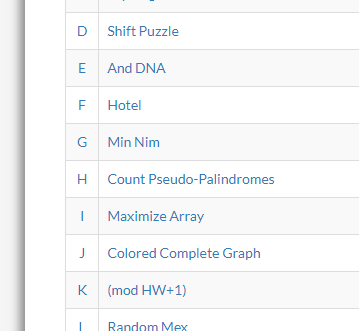 D Shift Puzzle
E And DNA
F Hotel
G Min Nim
H Count Pseudo-Palindromes
I Maximize Array
J Colored Complete Graph
K (mod HW+1)
L Random Mex